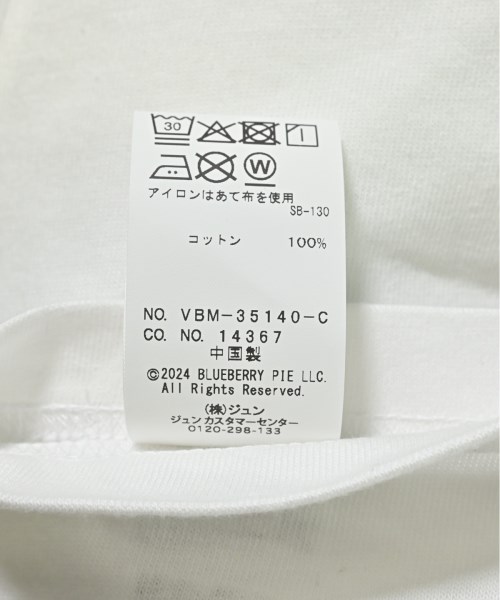 30
W
アイロンはあて布を使用
SB-130
コットン 100%
NO. VBM-35140-C
CO. NO. 14367
中国製
©2024 BLUEBERRY PIE LLC.
All Rights Reserved.
(株)ジュン
ジュンカスタマーセンター
0120-298-133